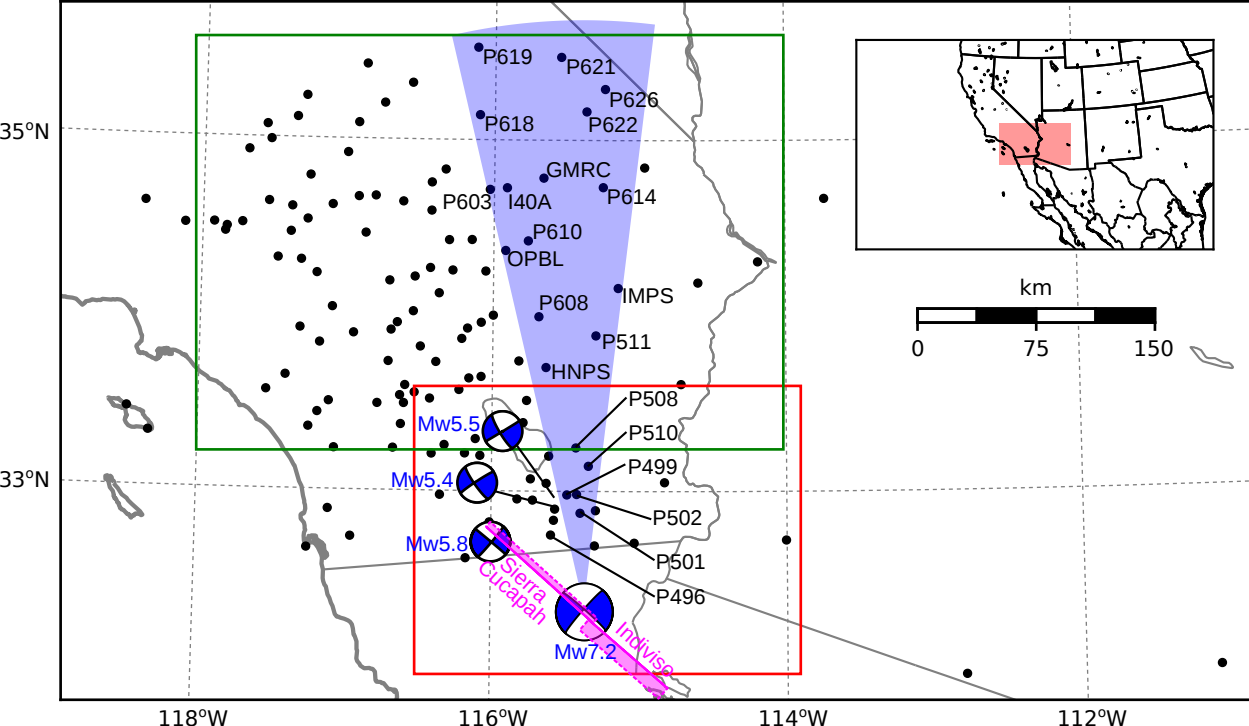 P619
P621
P626
P618
P622
35°N
GMRC
P603
I40A
P614
P610
OPBL
IMPS
km
P608
P511
0
75
150
HNPS
P508
Mw5.5
P510
P499
33°N
Mw5.4
P502
Mw5.8
P501
Sierra
Cucapah
P496
Indiviso
Mw7.2
118°W
116°W
114°W
112°W